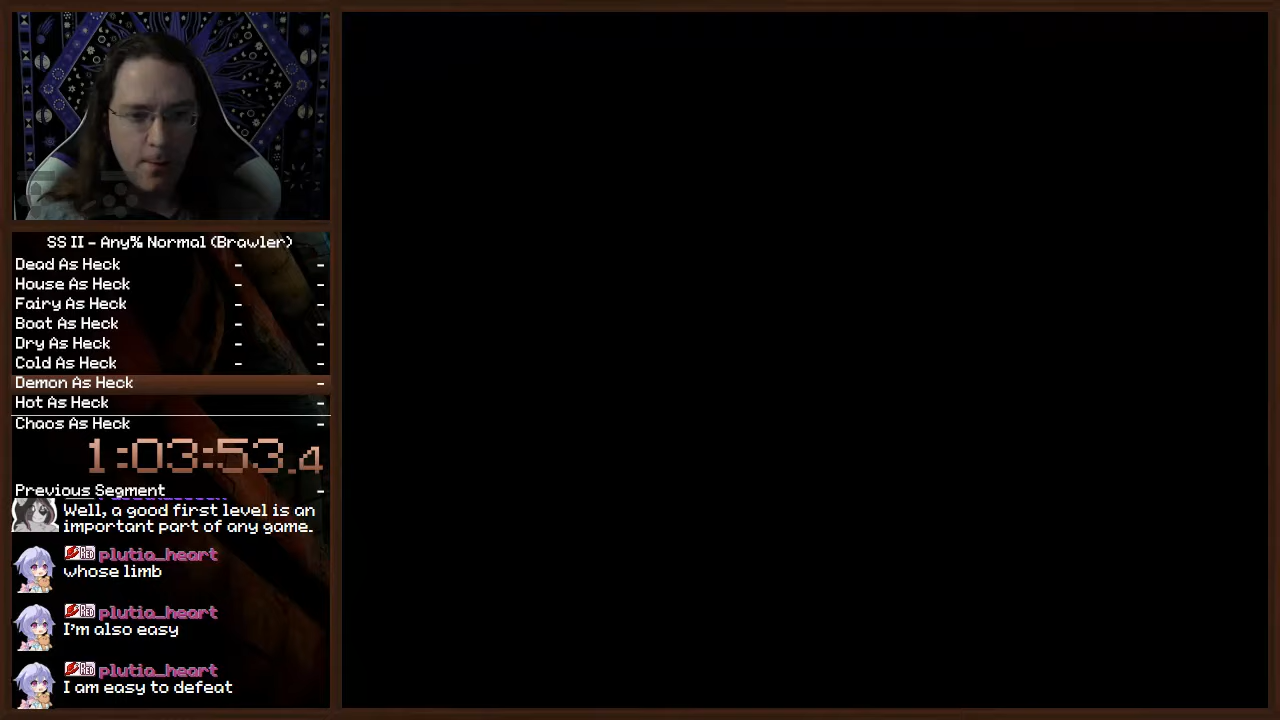 SS II - Any% Normal (Brawler)
Dead As Heck - -
House As Heck - -
Fairy As Heck - -
Boat As Heck - -
Dry As Heck - -
Cold As Heck - -
Demon As Heck -
Hot As Heck -
Chaos As Heck -
1:03:53.4
Previous Segment -
Well, a good first level is an
important part of any game.
RED plutia_heart
whose limb
RED plutia_heart
I'm also easy
RED plutia_heart
I am easy to defeat